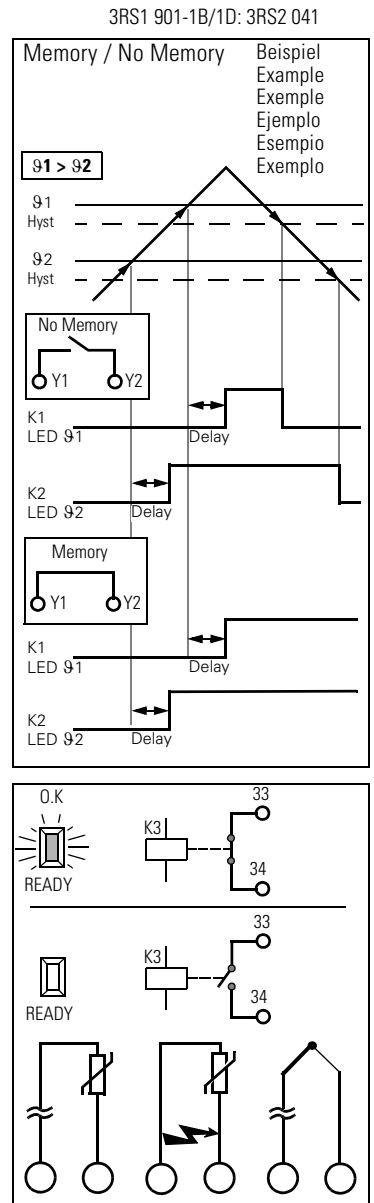 3RS1 901-1B/1D: 3RS2 041
Memory / No Memory
Beispiel
Example
Exemple
Ejemplo
Esempio
Exemplo
ϑ1 > ϑ2
ϑ1
Hyst
ϑ2
Hyst
No Memory
Y1 Y2
K1
LED ϑ1
Delay
K2
LED ϑ2
Delay
Memory
Y1 Y2
K1
LED ϑ1
Delay
K2
LED ϑ2
Delay
O.K
READY
K3
33
34
READY
K3
33
34